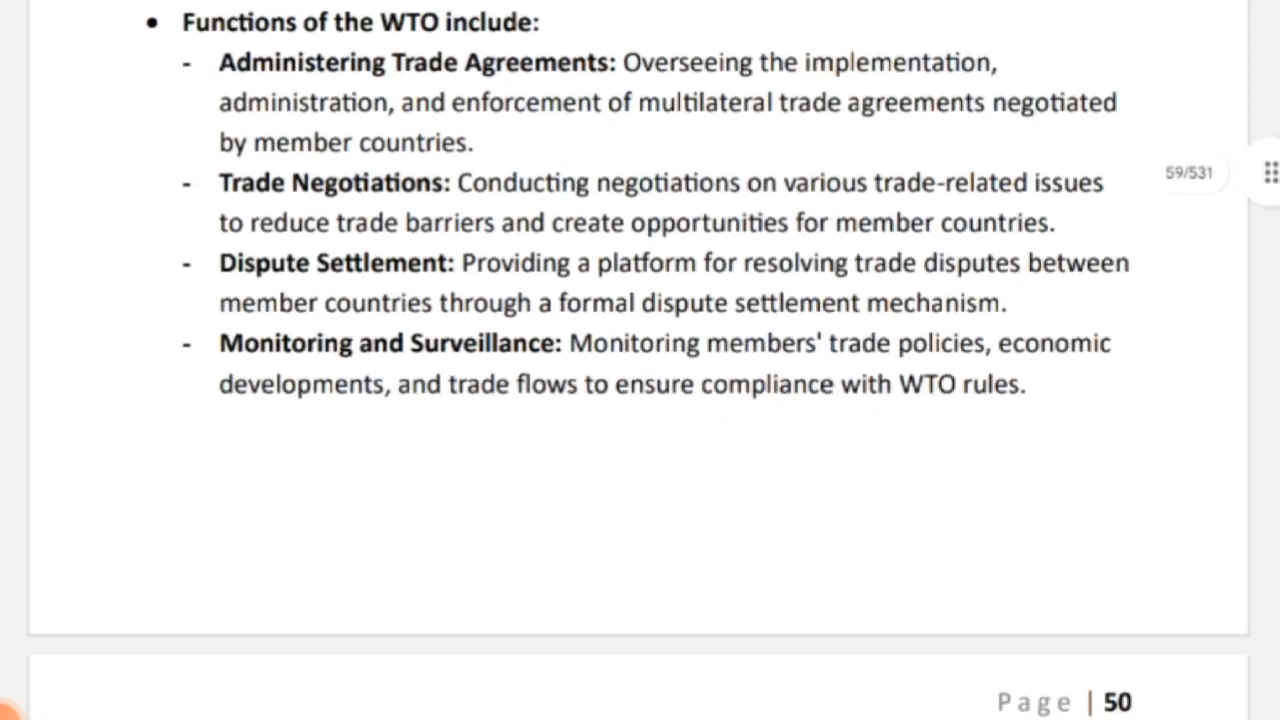 • Functions of the WTO include:
- Administering Trade Agreements: Overseeing the implementation,
administration, and enforcement of multilateral trade agreements negotiated
by member countries.
- Trade Negotiations: Conducting negotiations on various trade-related issues
to reduce trade barriers and create opportunities for member countries.
- Dispute Settlement: Providing a platform for resolving trade disputes between
member countries through a formal dispute settlement mechanism.
- Monitoring and Surveillance: Monitoring members' trade policies, economic
developments, and trade flows to ensure compliance with WTO rules.
59/531
Page | 50